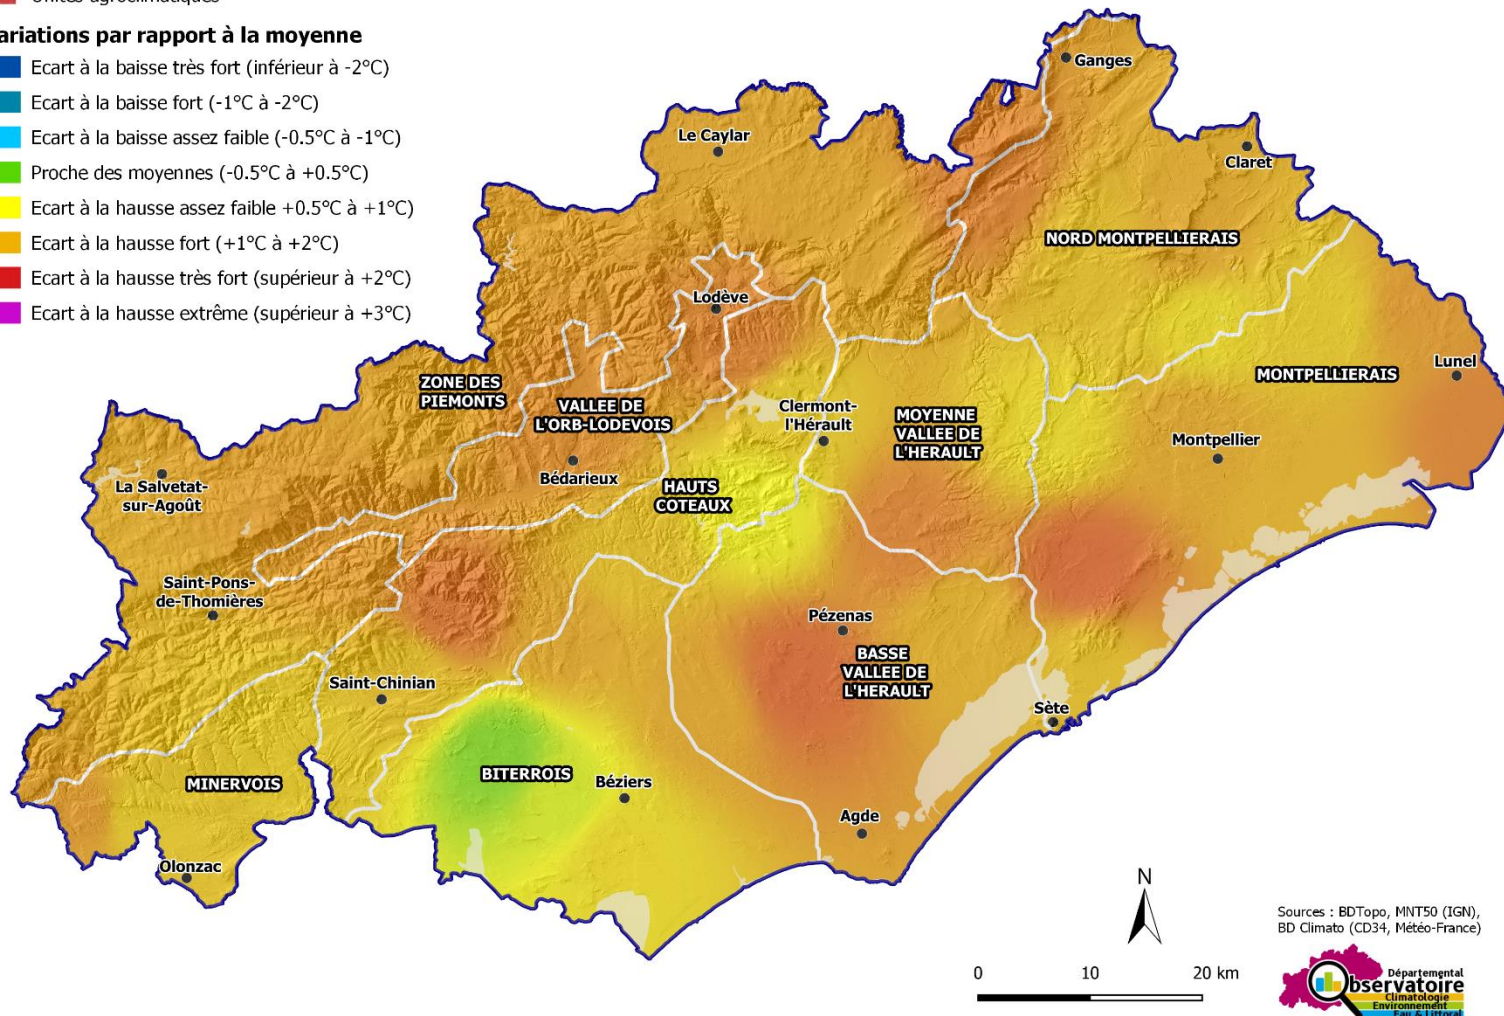 Unités agroclimatiques
ariations par rapport à la moyenne
Ecart à la baisse très fort (inférieur à -2°C)
Ecart à la baisse fort (-1°C à -2°C)
Ecart à la baisse assez faible (-0.5°C à -1°C)
Proche des moyennes (-0.5°C à +0.5°C)
Ecart à la hausse assez faible +0.5°C à +1°C)
Ecart à la hausse fort (+1°C à +2°C)
Ecart à la hausse très fort (supérieur à +2°C)
Ecart à la hausse extrême (supérieur à +3°C)
Ganges
Le Caylar
Claret
NORD MONTPELLIERAIS
Lodève
Lunel
MONTPELLIERAIS
ZONE DES
PIEMONTS
VALLEE DE
L'ORB-LODEVOIS
Clermont-
l'Hérault
MOYENNE
VALLEE DE
L'HERAULT
Montpellier
La Salvetat-
sur-Agoût
Bédarieux
HAUTS
COTEAUX
Saint-Pons-
de-Thomières
Pézenas
BASSE
VALLEE DE
L'HERAULT
Saint-Chinian
Sète
MINERVOIS
BITERROIS
Béziers
Agde
Olonzac
N
0 10 20 km
Sources : BDTopo, MNT50 (IGN),
BD Climato (CD34, Météo-France)
Départemental
Observatoire
Climatologie
Environnement
Eau & Littoral